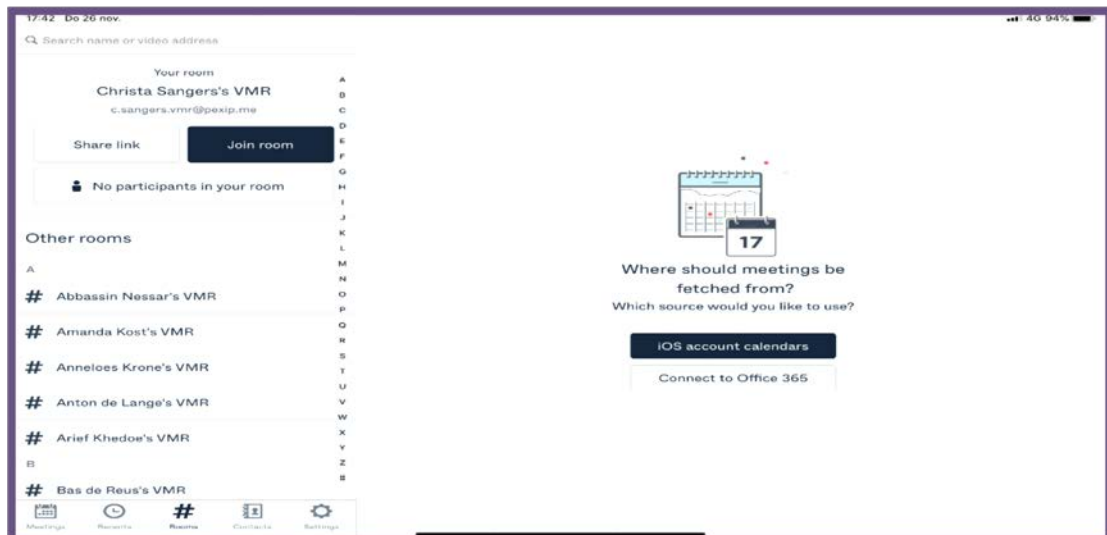 17:42 Do 26 nov.
4G 94%
Search name or video address
Your room
Christa Sangers's VMR
c.sangers.vmr@pexip.me
Share link
Join room
No participants in your room
Other rooms
A
# Abbassin Nessar's VMR
# Amanda Kost's VMR
# Anneloes Krone's VMR
# Anton de Lange's VMR
# Arief Khedoe's VMR
B
# Bas de Reus's VMR
Meetings Recents Rooms Contacts Settings
A
B
C
D
E
F
G
H
I
J
K
L
M
N
O
P
Q
R
S
T
U
V
W
X
Y
Z
#
17
Where should meetings be
fetched from?
Which source would you like to use?
iOS account calendars
Connect to Office 365